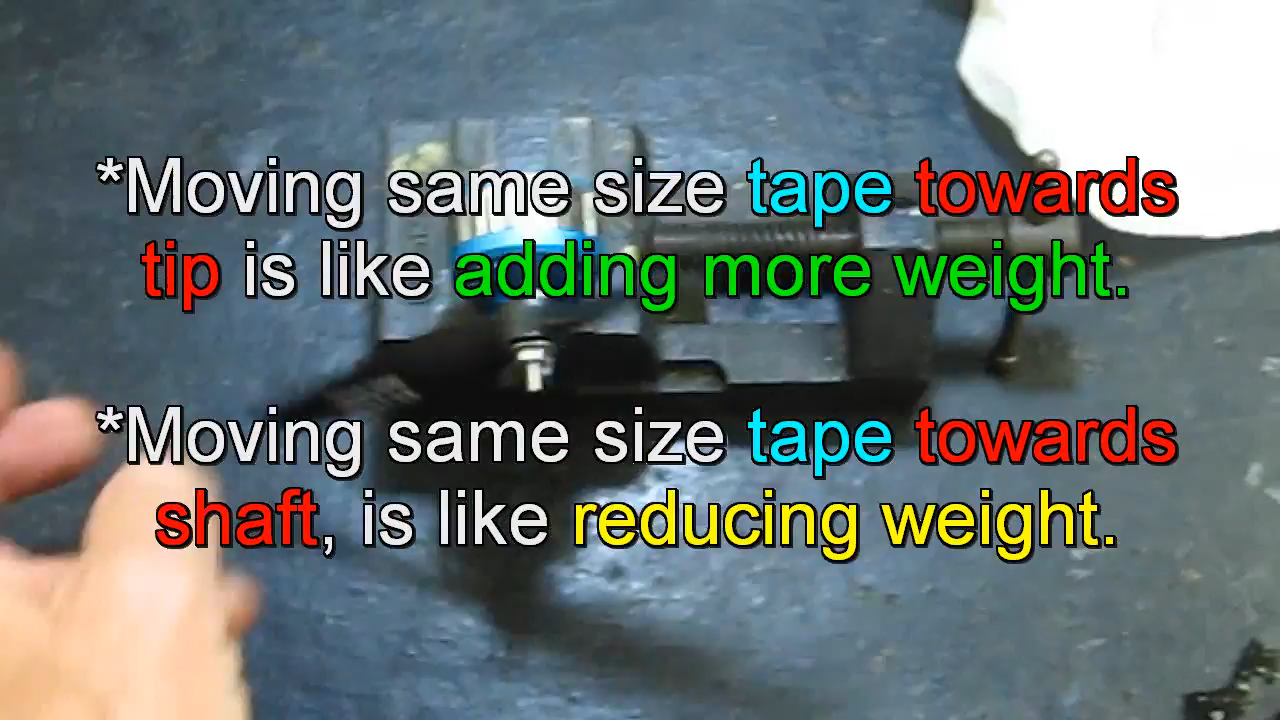 *Moving same size tape towards
tip is like adding more weight.
*Moving same size tape towards
shaft, is like reducing weight.